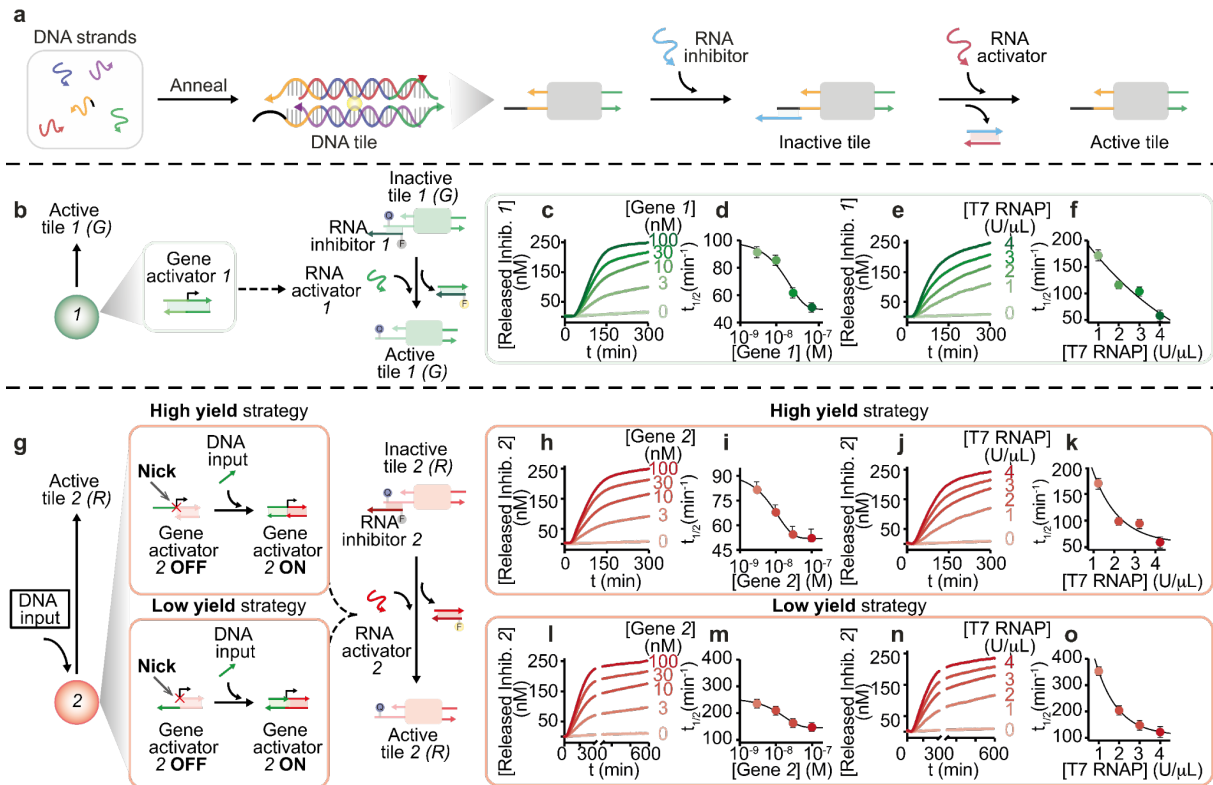 a
DNA strands
Anneal
DNA tile
RNA
inhibitor
Inactive tile
RNA
activator
Active tile
b
Active
tile 1 (G)
1
Gene
activator 1
Inactive
tile 1 (G)
R
RNA
inhibitor 1
F
RNA
activator
1
F
Active
tile 1 (G)
c
[Released Inhib. 1]
(nM)
250
150
50
0 150 300
t (min)
[Gene 1]
(nM)
100
30
10
3
0
d
t1/2(min⁻¹)
100
80
60
40
10⁻⁹ 10⁻⁸ 10⁻⁷
[Gene 1] (M)
e
[Released Inhib. 1]
(nM)
250
150
50
0 150 300
t (min)
[T7 RNAP]
(U/μL)
4
3
2
1
0
f
t1/2(min⁻¹)
200
150
100
50
1 2 3 4
[T7 RNAP] (U/μL)
g
Active
tile 2 (R)
DNA
input
2
High yield strategy
DNA
input
Nick
Gene
activator
2 OFF
Gene
activator
2 ON
Low yield strategy
DNA
input
Nick
Gene
activator
2 OFF
Gene
activator
2 ON
Inactive
tile 2 (R)
R
RNA
inhibitor 2
F
RNA
activator
2
F
Active
tile 2 (R)
High yield strategy
h
[Released Inhib. 2]
(nM)
250
150
50
0 150 300
t (min)
[Gene 2]
(nM)
100
30
10
3
0
i
t1/2(min⁻¹)
90
75
60
45
10⁻⁹ 10⁻⁸ 10⁻⁷
[Gene 2] (M)
j
[Released Inhib. 2]
(nM)
250
150
50
0 150 300
t (min)
[T7 RNAP]
(U/μL)
4
3
2
1
0
k
t1/2(min⁻¹)
200
150
100
50
1 2 3 4
[T7 RNAP] (U/μL)
Low yield strategy
l
[Released Inhib. 2]
(nM)
250
150
50
0 300 600
t (min)
[Gene 2]
(nM)
100
30
10
3
0
m
t1/2(min⁻¹)
400
300
200
100
10⁻⁹ 10⁻⁸ 10⁻⁷
[Gene 2] (M)
n
[Released Inhib. 2]
(nM)
250
150
50
0 300 600
t (min)
[T7 RNAP]
(U/μL)
4
3
2
1
0
o
t1/2(min⁻¹)
400
300
200
100
1 2 3 4
[T7 RNAP] (U/μL)